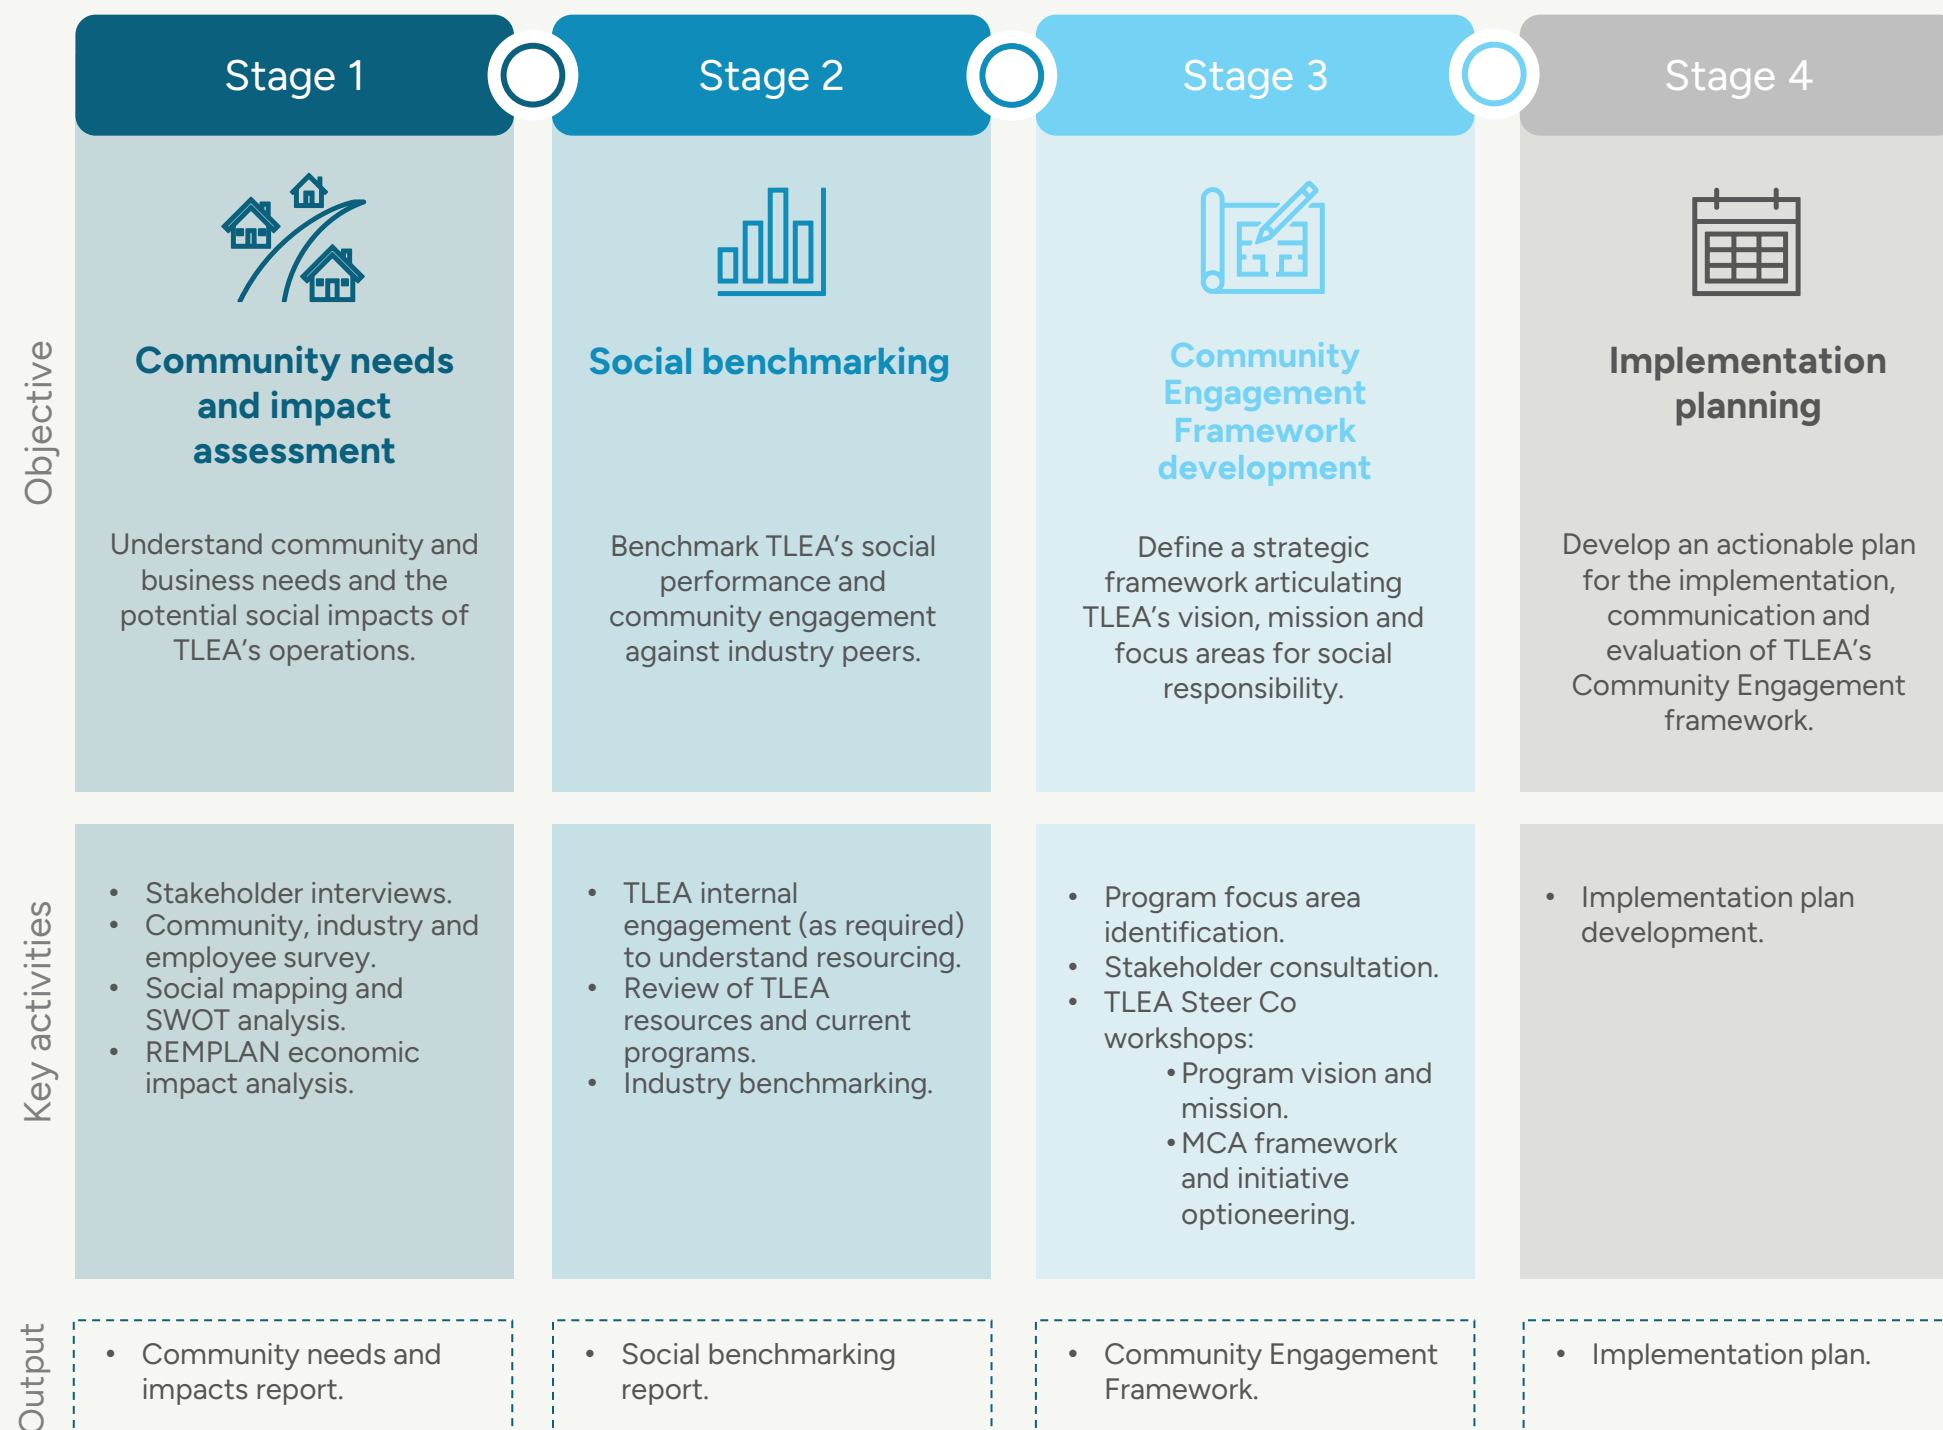 Stage 1
Stage 2
Stage 3
Stage 4
Objective
Community needs
and impact
assessment
Understand community and
business needs and the
potential social impacts of
TLEA’s operations.
Social benchmarking
Benchmark TLEA’s social
performance and
community engagement
against industry peers.
Community
Engagement
Framework
development
Define a strategic
framework articulating
TLEA’s vision, mission and
focus areas for social
responsibility.
Implementation
planning
Develop an actionable plan
for the implementation,
communication and
evaluation of TLEA’s
Community Engagement
framework.
Key activities
• Stakeholder interviews.
• Community, industry and
employee survey.
• Social mapping and
SWOT analysis.
• REMPLAN economic
impact analysis.
• TLEA internal
engagement (as required)
to understand resourcing.
• Review of TLEA
resources and current
programs.
• Industry benchmarking.
• Program focus area
identification.
• Stakeholder consultation.
• TLEA Steer Co
workshops:
• Program vision and
mission.
• MCA framework
and initiative
optioneering.
• Implementation plan
development.
Output
• Community needs and
impacts report.
• Social benchmarking
report.
• Community Engagement
Framework.
• Implementation plan.